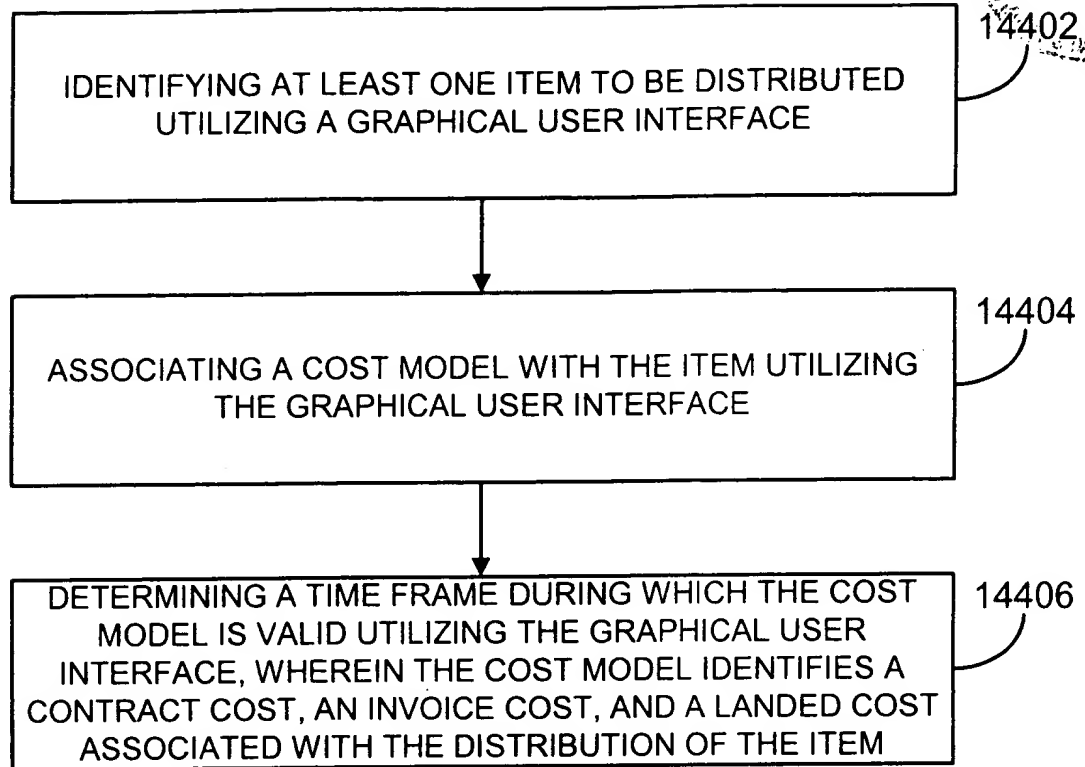 14402
IDENTIFYING AT LEAST ONE ITEM TO BE DISTRIBUTED
UTILIZING A GRAPHICAL USER INTERFACE
14404
ASSOCIATING A COST MODEL WITH THE ITEM UTILIZING
THE GRAPHICAL USER INTERFACE
14406
DETERMINING A TIME FRAME DURING WHICH THE COST
MODEL IS VALID UTILIZING THE GRAPHICAL USER
INTERFACE, WHEREIN THE COST MODEL IDENTIFIES A
CONTRACT COST, AN INVOICE COST, AND A LANDED COST
ASSOCIATED WITH THE DISTRIBUTION OF THE ITEM